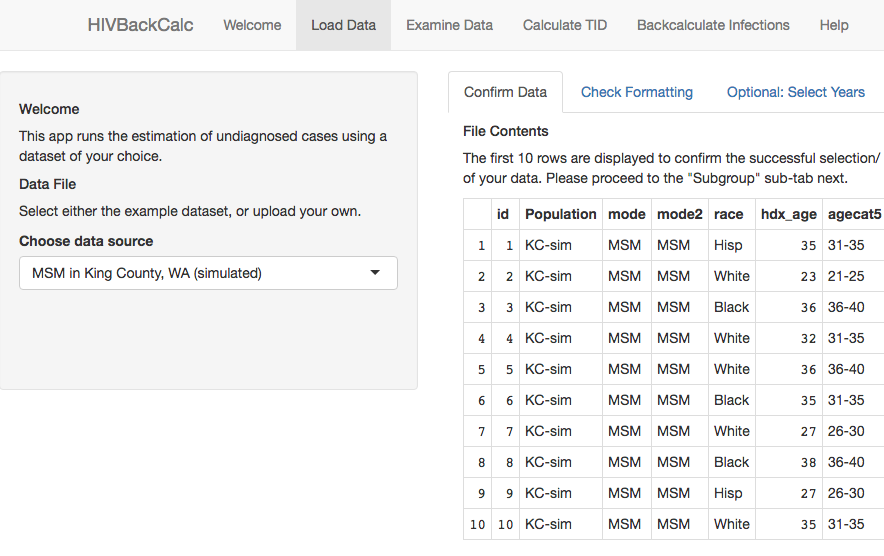 HIVBackCalc Welcome Load Data Examine Data Calculate TID Backcalculate Infections Help
Welcome
This app runs the estimation of undiagnosed cases using a
dataset of your choice.
Data File
Select either the example dataset, or upload your own.
Choose data source
MSM in King County, WA (simulated)
Confirm Data Check Formatting Optional: Select Years
File Contents
The first 10 rows are displayed to confirm the successful selection/
of your data. Please proceed to the "Subgroup" sub-tab next.
id Population mode mode2 race hdx_age agecat5
1 1 KC-sim MSM MSM Hisp 35 31-35
2 2 KC-sim MSM MSM White 23 21-25
3 3 KC-sim MSM MSM Black 36 36-40
4 4 KC-sim MSM MSM White 32 31-35
5 5 KC-sim MSM MSM White 36 36-40
6 6 KC-sim MSM MSM Black 35 31-35
7 7 KC-sim MSM MSM White 27 26-30
8 8 KC-sim MSM MSM Black 38 36-40
9 9 KC-sim MSM MSM Hisp 27 26-30
10 10 KC-sim MSM MSM White 35 31-35